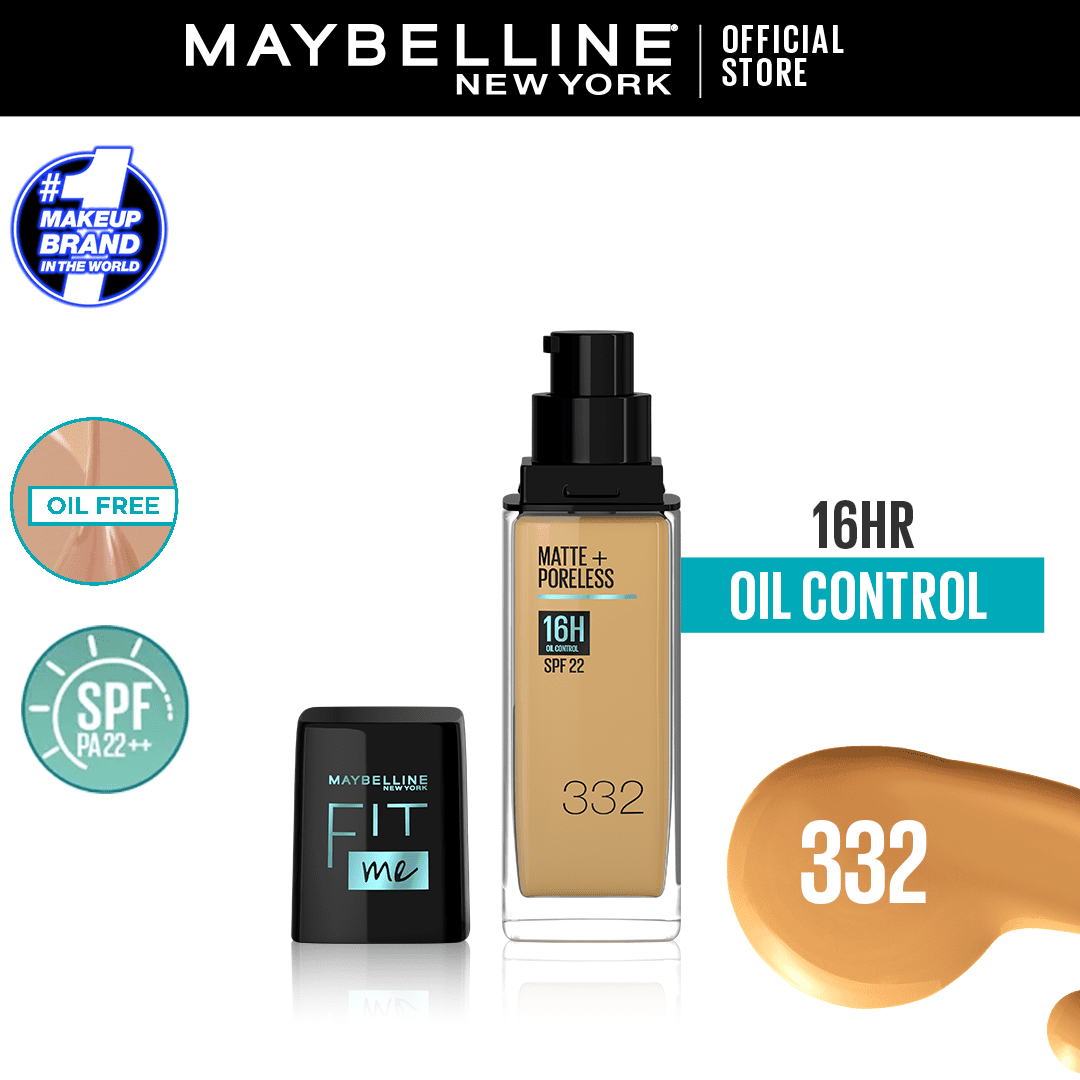 MAYBELLINE
NEW YORK
OFFICIAL
STORE
#1
MAKEUP
BRAND
IN THE WORLD
OIL FREE
SPF
PA22++
MATTE +
PORELESS
16H
OIL CONTROL
SPF 22
332
MAYBELLINE
NEW YORK
FIT
me
16HR
OIL CONTROL
332